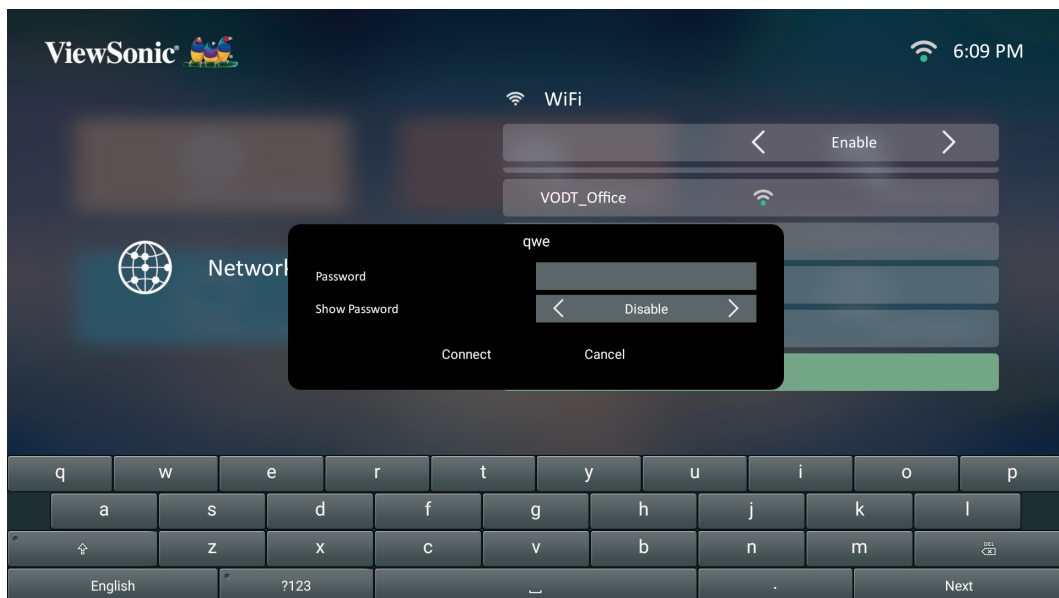 ViewSonic®
6:09 PM
WiFi
Enable
VODT_Office
Network
qwe
Password
Show Password
Disable
Connect Cancel
q w e r t y u i o p
a s d f g h j k l
z x c v b n m DEL
English ?123 . Next